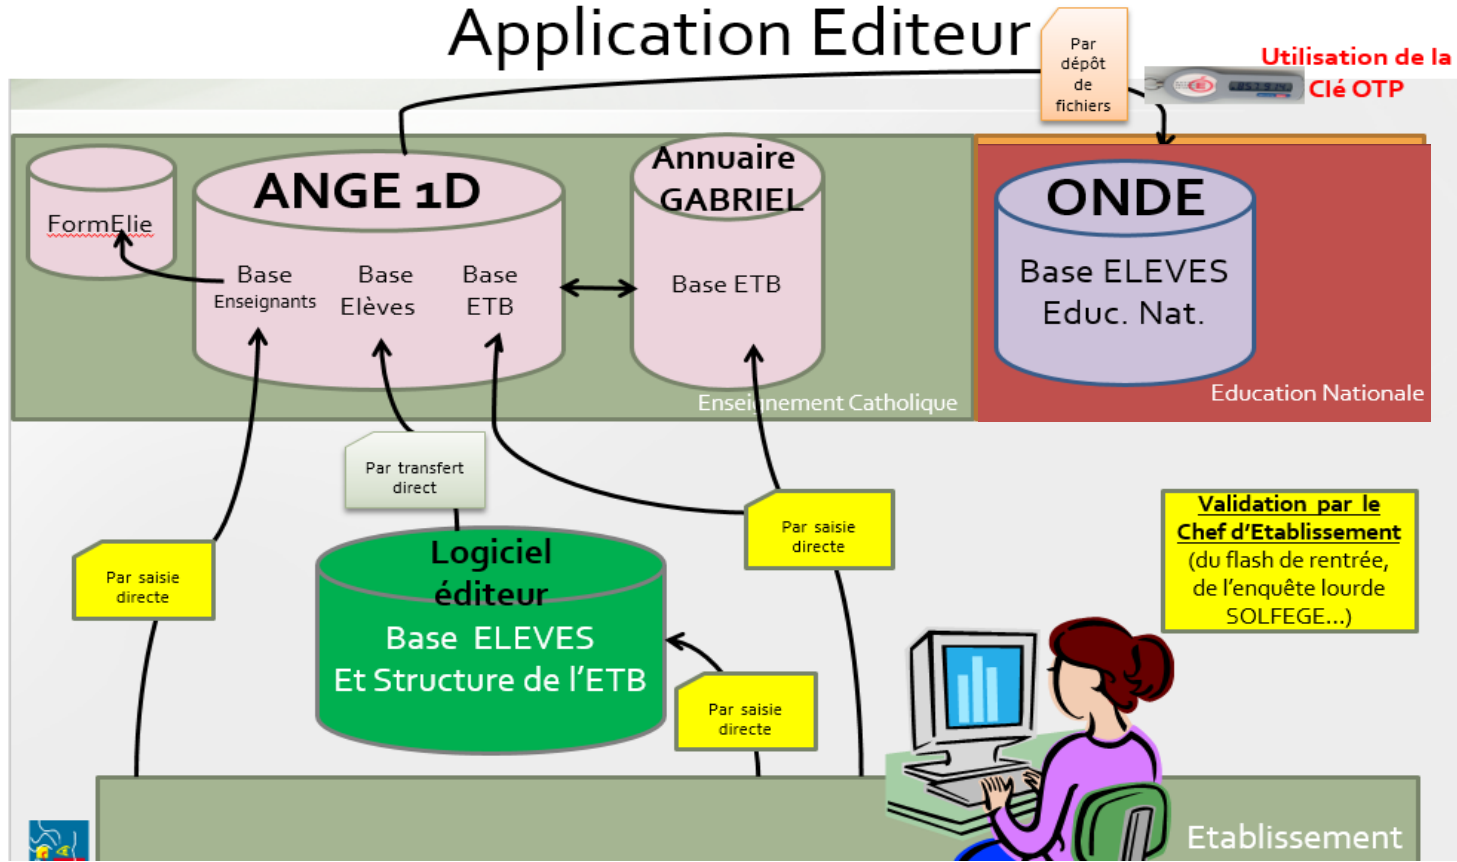 Application Editeur
Par
dépôt
de
fichiers
Utilisation de la
Clé OTP
FormElie
ANGE 1D
Base
Enseignants
Base
Elèves
Base
ETB
Annuaire
GABRIEL
Base ETB
ONDE
Base ELEVES
Educ. Nat.
Enseignement Catholique
Education Nationale
Par transfert
direct
Par saisie
directe
Par saisie
directe
Validation par le
Chef d'Etablissement
(du flash de rentrée,
de l'enquête lourde
SOLFEGE...)
Logiciel
éditeur
Base ELEVES
Et Structure de l'ETB
Par saisie
directe
Etablissement